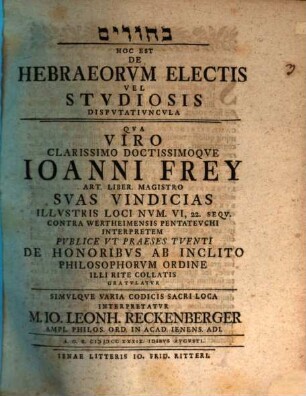 בחורים
HOC EST
DE
HEBRAEORVM ELECTIS
VEL
STVDIOSIS
DISPVTATIVNCVLA
QVA
VIRO
CLARISSIMO DOCTISSIMOQVE
IOANNI FREY
ART. LIBER. MAGISTRO
SVAS VINDICIAS
ILLVSTRIS LOCI NVM. VI, 22. SEQV.
CONTRA WERTHEIMENSIS PENTATEVCHI
INTERPRETEM
PVBLICE VT PRAESES TVENTI
DE HONORIBVS AB INCLITO
PHILOSOPHORVM ORDINE
ILLI RITE COLLATIS
GRATVLATVR
SIMVLQVE VARIA CODICIS SACRI LOCA
INTERPRETATVR
M. IO. LEONH. RECKENBERGER
AMPL. PHILOS. ORD. IN ACAD. IENENS. ADI.
IDIBVS AVGVSTI.
IENAE LITTERIS IO. FRID. RITTERI.